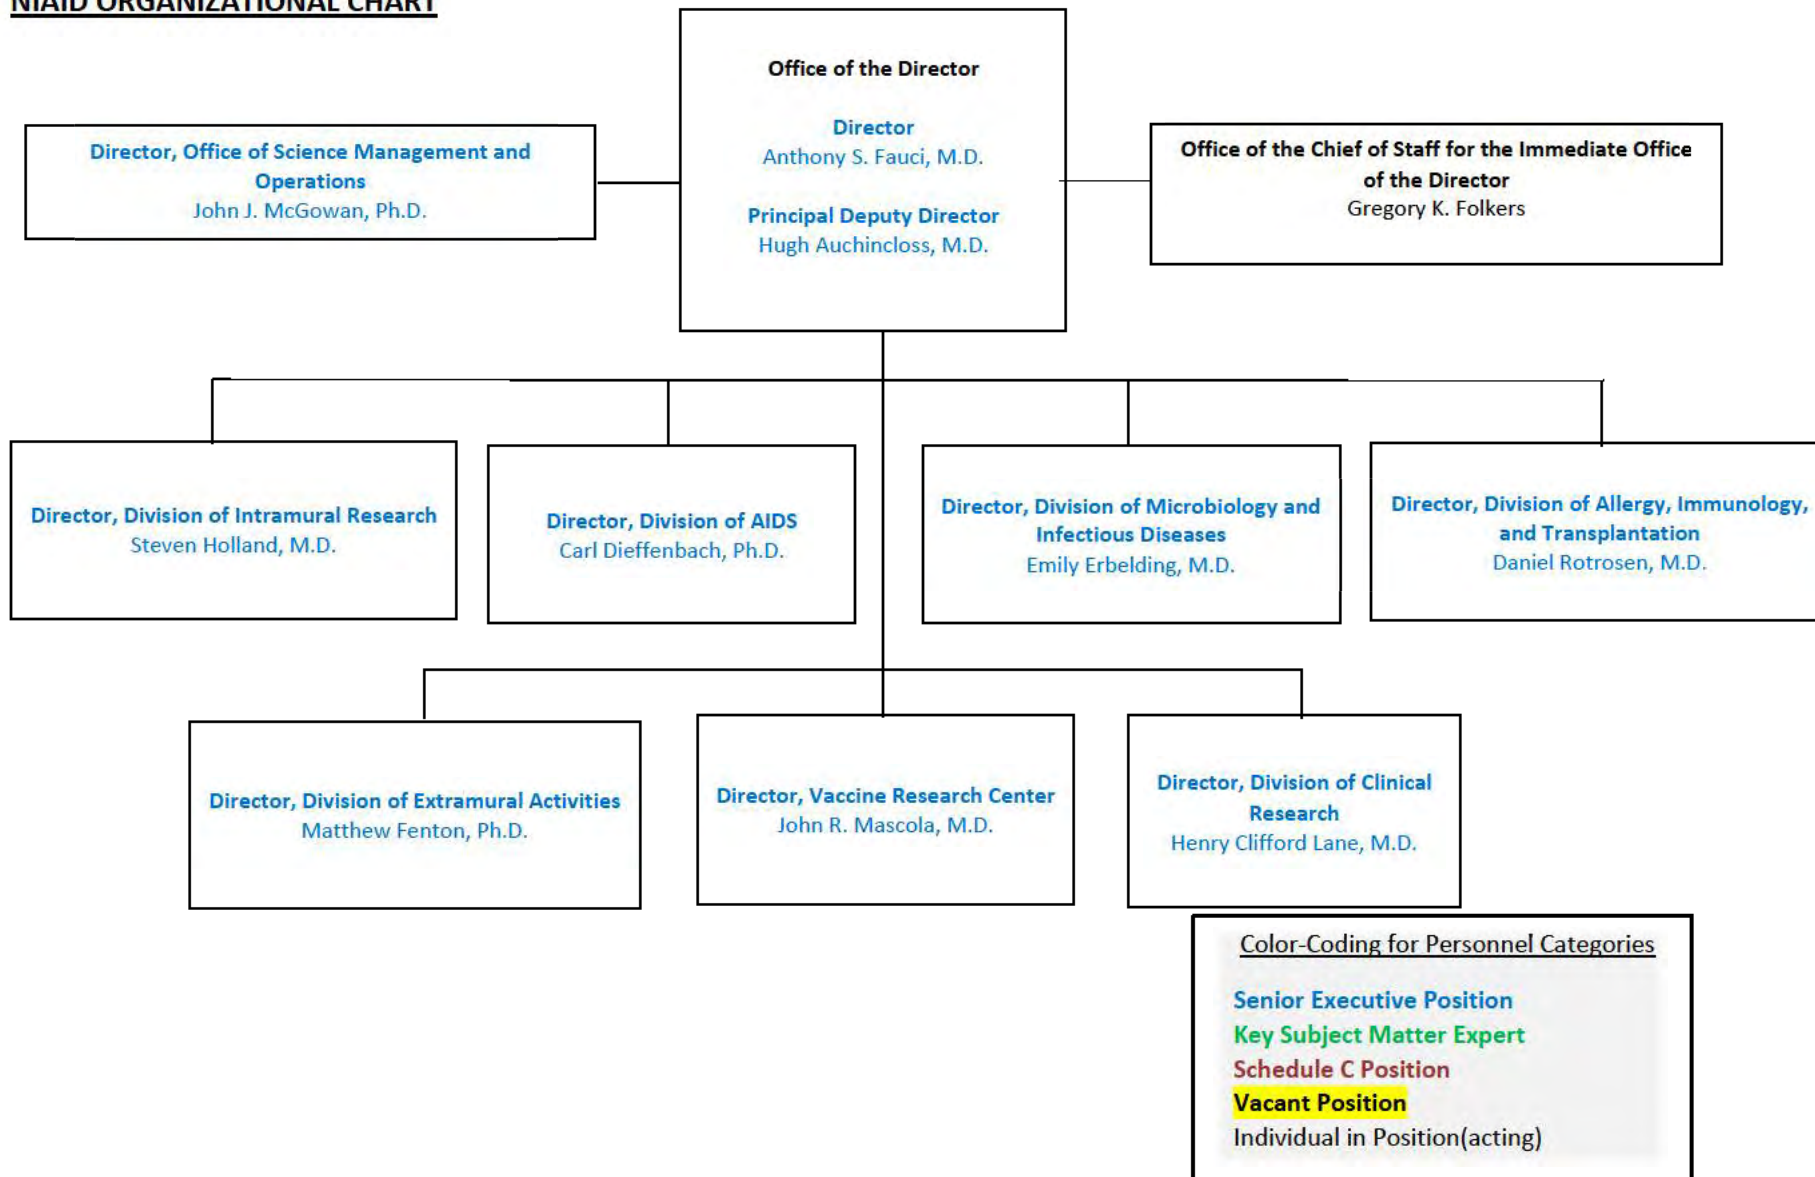 NIAID ORGANIZATIONAL CHART
Office of the Director
Director
Anthony S. Fauci, M.D.
Principal Deputy Director
Hugh Auchincloss, M.D.
Director, Office of Science Management and
Operations
John J. McGowan, Ph.D.
Office of the Chief of Staff for the Immediate Office
of the Director
Gregory K. Folkers
Director, Division of Intramural Research
Steven Holland, M.D.
Director, Division of AIDS
Carl Dieffenbach, Ph.D.
Director, Division of Microbiology and
Infectious Diseases
Emily Erbelding, M.D.
Director, Division of Allergy, Immunology,
and Transplantation
Daniel Rotrosen, M.D.
Director, Division of Extramural Activities
Matthew Fenton, Ph.D.
Director, Vaccine Research Center
John R. Mascola, M.D.
Director, Division of Clinical
Research
Henry Clifford Lane, M.D.
Color-Coding for Personnel Categories
Senior Executive Position
Key Subject Matter Expert
Schedule C Position
Vacant Position
Individual in Position(acting)